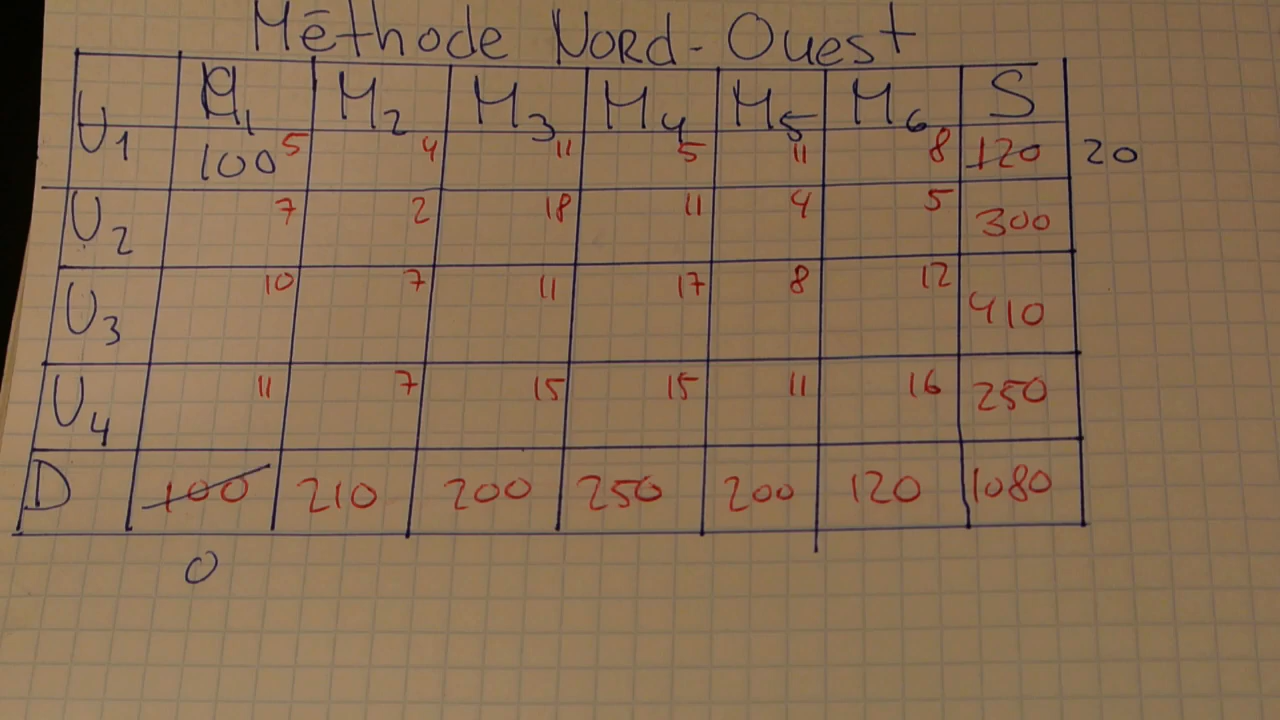 Méthode Nord-Ouest
M1 M2 M3 M4 M5 M6 S
U1 100 5 4 11 5 11 8 120 20
U2 7 2 18 11 4 5 300
U3 10 7 11 17 8 12 410
U4 11 7 15 15 11 16 250
D 100 210 200 250 200 120 1080
0